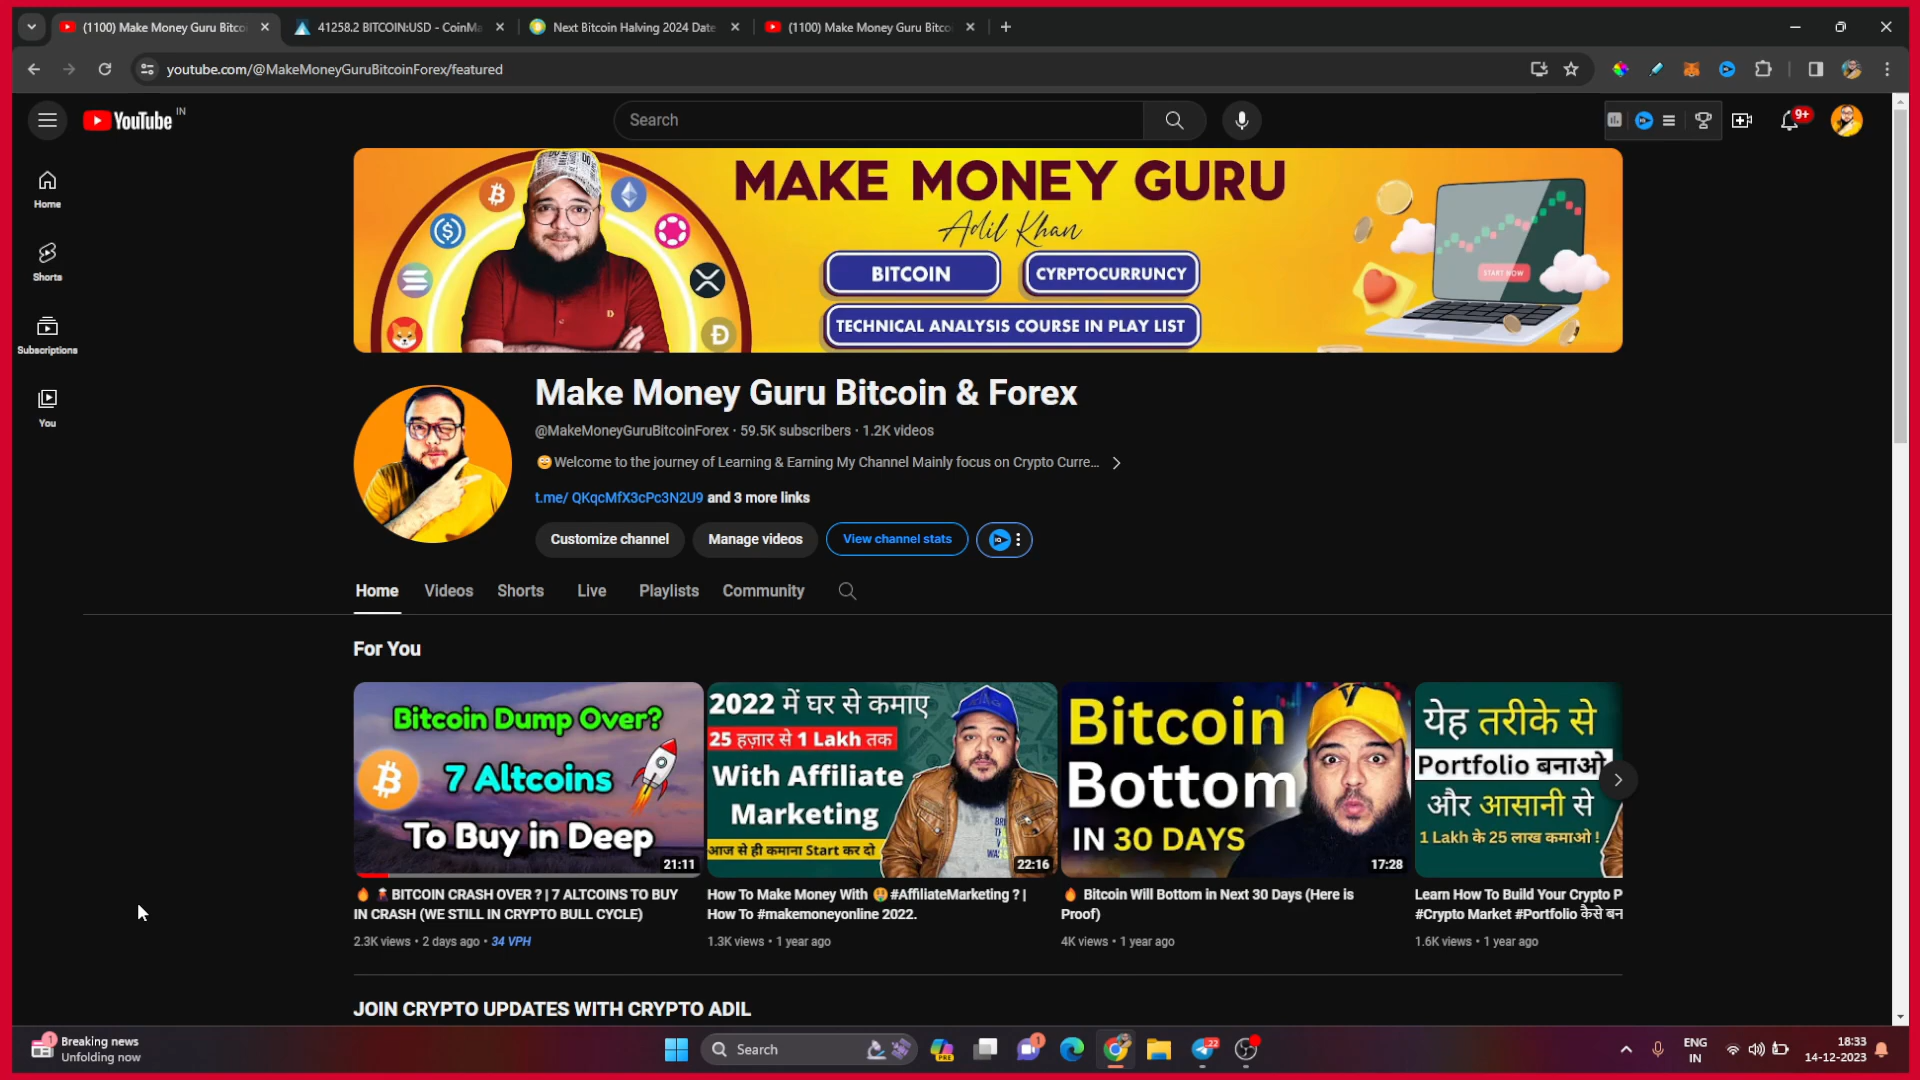 (1100) Make Money Guru Bitcoi
41258.2 BITCOIN:USD - CoinMa
Next Bitcoin Halving 2024 Date
(1100) Make Money Guru Bitco
youtube.com/@MakeMoneyGuruBitcoinForex/featured
YouTube IN
Search
9+
Home
Shorts
Subscriptions
You
MAKE MONEY GURU
Adil Khan
BITCOIN
CYRPTOCURRUNCY
TECHNICAL ANALYSIS COURSE IN PLAY LIST
START NOW
Make Money Guru Bitcoin & Forex
@MakeMoneyGuruBitcoinForex · 59.5K subscribers · 1.2K videos
Welcome to the journey of Learning & Earning My Channel Mainly focus on Crypto Curre...
t.me/ QKqcMfX3cPc3N2U9 and 3 more links
Customize channel
Manage videos
View channel stats
Home
Videos
Shorts
Live
Playlists
Community
For You
Bitcoin Dump Over?
7 Altcoins
To Buy in Deep
21:11
2022 में घर से कमाए
25 हज़ार से 1 Lakh तक
With Affiliate
Marketing
आज से ही कमाना Start कर दो
22:16
Bitcoin
Bottom
IN 30 DAYS
17:28
येह तरीके से
Portfolio बनाओ
और आसानी से
1 Lakh के 25 लाख कमाओ !
BITCOIN CRASH OVER ? | 7 ALTCOINS TO BUY
IN CRASH (WE STILL IN CRYPTO BULL CYCLE)
2.3K views • 2 days ago • 34 VPH
How To Make Money With #AffiliateMarketing ? |
How To #makemoneyonline 2022.
1.3K views • 1 year ago
Bitcoin Will Bottom in Next 30 Days (Here is
Proof)
4K views • 1 year ago
Learn How To Build Your Crypto P
#Crypto Market #Portfolio कैसे बन
1.6K views • 1 year ago
JOIN CRYPTO UPDATES WITH CRYPTO ADIL
1
Breaking news
Unfolding now
Search
PRE
1
22
ENG
IN
18:33
14-12-2023